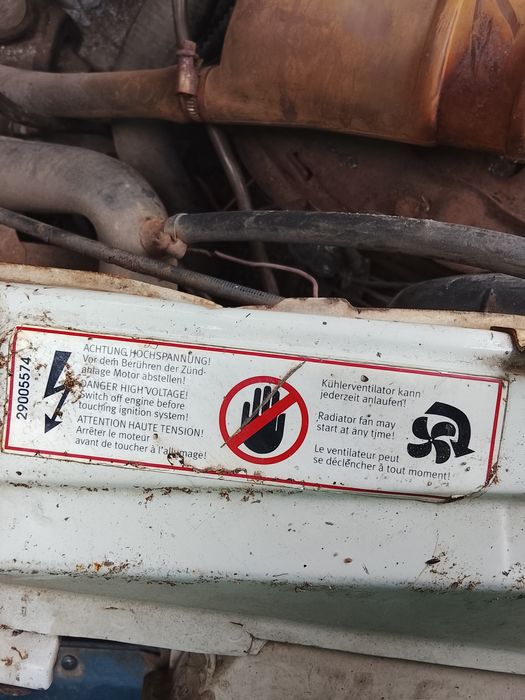 29005574
ACHTUNG HOCHSPANNUNG!
Vor dem Berühren der Zünd-
anlage Motor abstellen!
DANGER HIGH VOLTAGE!
Switch off engine before
touching ignition system!
ATTENTION HAUTE TENSION!
Arrêter le moteur
avant de toucher à l'allumage!
Kühlerventilator kann
jederzeit anlaufen!
Radiator fan may
start at any time!
Le ventilateur peut
se déclencher à tout moment!